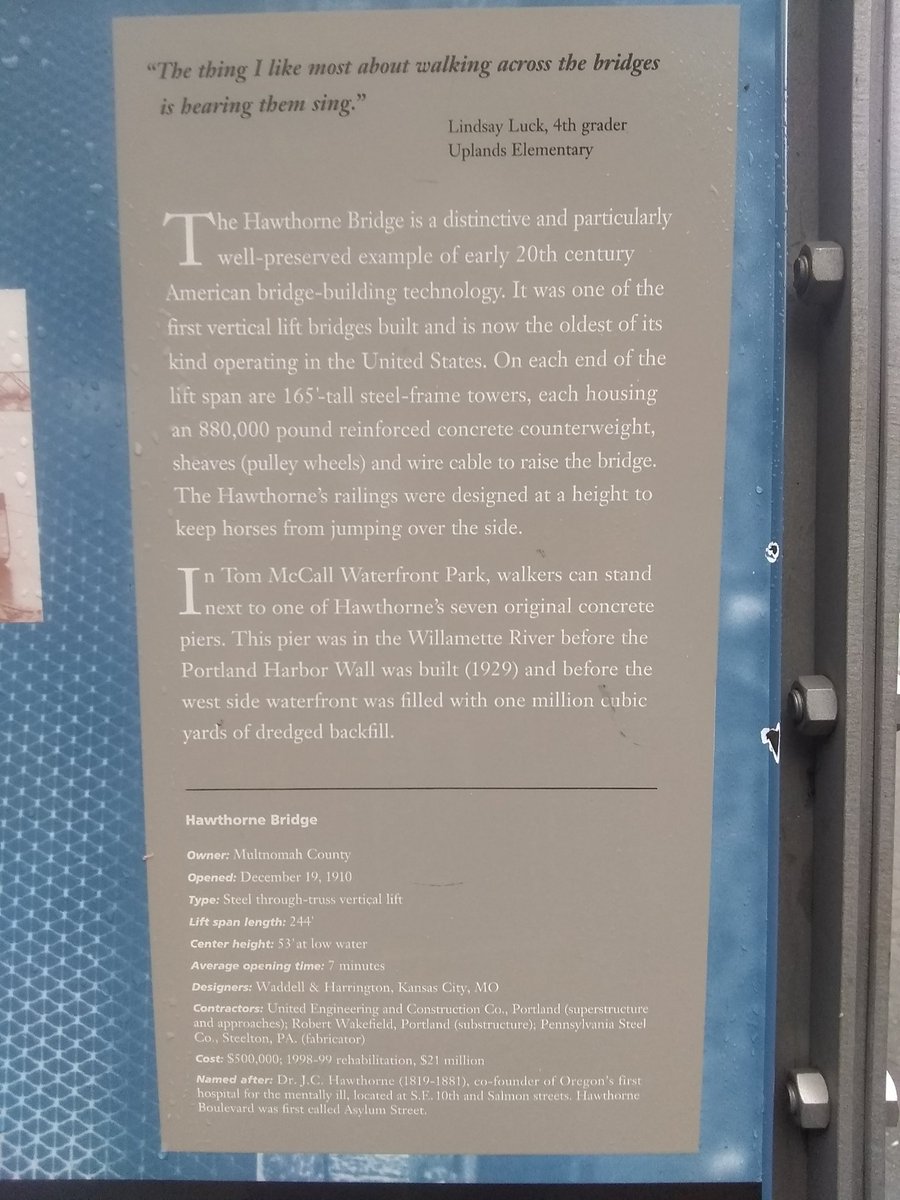 “The thing I like most about walking across the bridges
is hearing them sing.”
Lindsay Luck, 4th grader
Uplands Elementary
The Hawthorne Bridge is a distinctive and particularly
well-preserved example of early 20th century
American bridge-building technology. It was one of the
first vertical lift bridges built and is now the oldest of its
kind operating in the United States. On each end of the
lift span are 165'-tall steel-frame towers, each housing
an 880,000 pound reinforced concrete counterweight,
sheaves (pulley wheels) and wire cable to raise the bridge.
The Hawthorne’s railings were designed at a height to
keep horses from jumping over the side.
In Tom McCall Waterfront Park, walkers can stand
next to one of Hawthorne’s seven original concrete
piers. This pier was in the Willamette River before the
Portland Harbor Wall was built (1929) and before the
west side waterfront was filled with one million cubic
yards of dredged backfill.
Hawthorne Bridge
Owner: Multnomah County
Opened: December 19, 1910
Type: Steel through-truss vertical lift
Lift span length: 244'
Center height: 53' at low water
Average opening time: 7 minutes
Designers: Waddell & Harrington, Kansas City, MO
Contractors: United Engineering and Construction Co., Portland (superstructure
and approaches); Robert Wakefield, Portland (substructure); Pennsylvania Steel
Co., Steelton, PA. (fabricator)
Cost: $500,000; 1998-99 rehabilitation, $21 million
Named after: Dr. J.C. Hawthorne (1819-1881), co-founder of Oregon’s first
hospital for the mentally ill, located at S.E. 10th and Salmon streets. Hawthorne
Boulevard was first called Asylum Street.